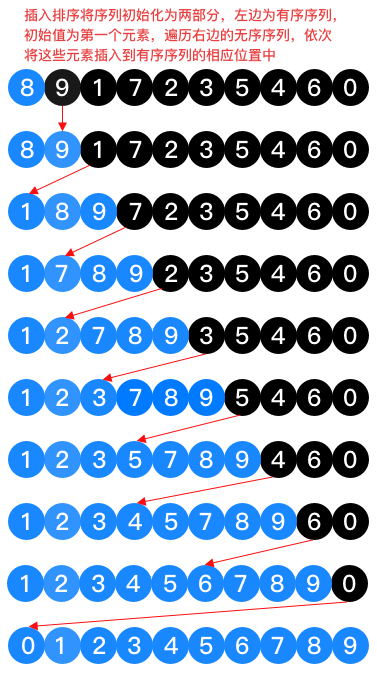 插入排序将序列初始化为两部分，左边为有序序列，
初始值为第一个元素，遍历右边的无序序列，依次
将这些元素插入到有序序列的相应位置中
8 9 1 7 2 3 5 4 6 0
8 9 1 7 2 3 5 4 6 0
1 8 9 7 2 3 5 4 6 0
1 7 8 9 2 3 5 4 6 0
1 2 7 8 9 3 5 4 6 0
1 2 3 7 8 9 5 4 6 0
1 2 3 5 7 8 9 4 6 0
1 2 3 4 5 7 8 9 6 0
1 2 3 4 5 6 7 8 9 0
0 1 2 3 4 5 6 7 8 9